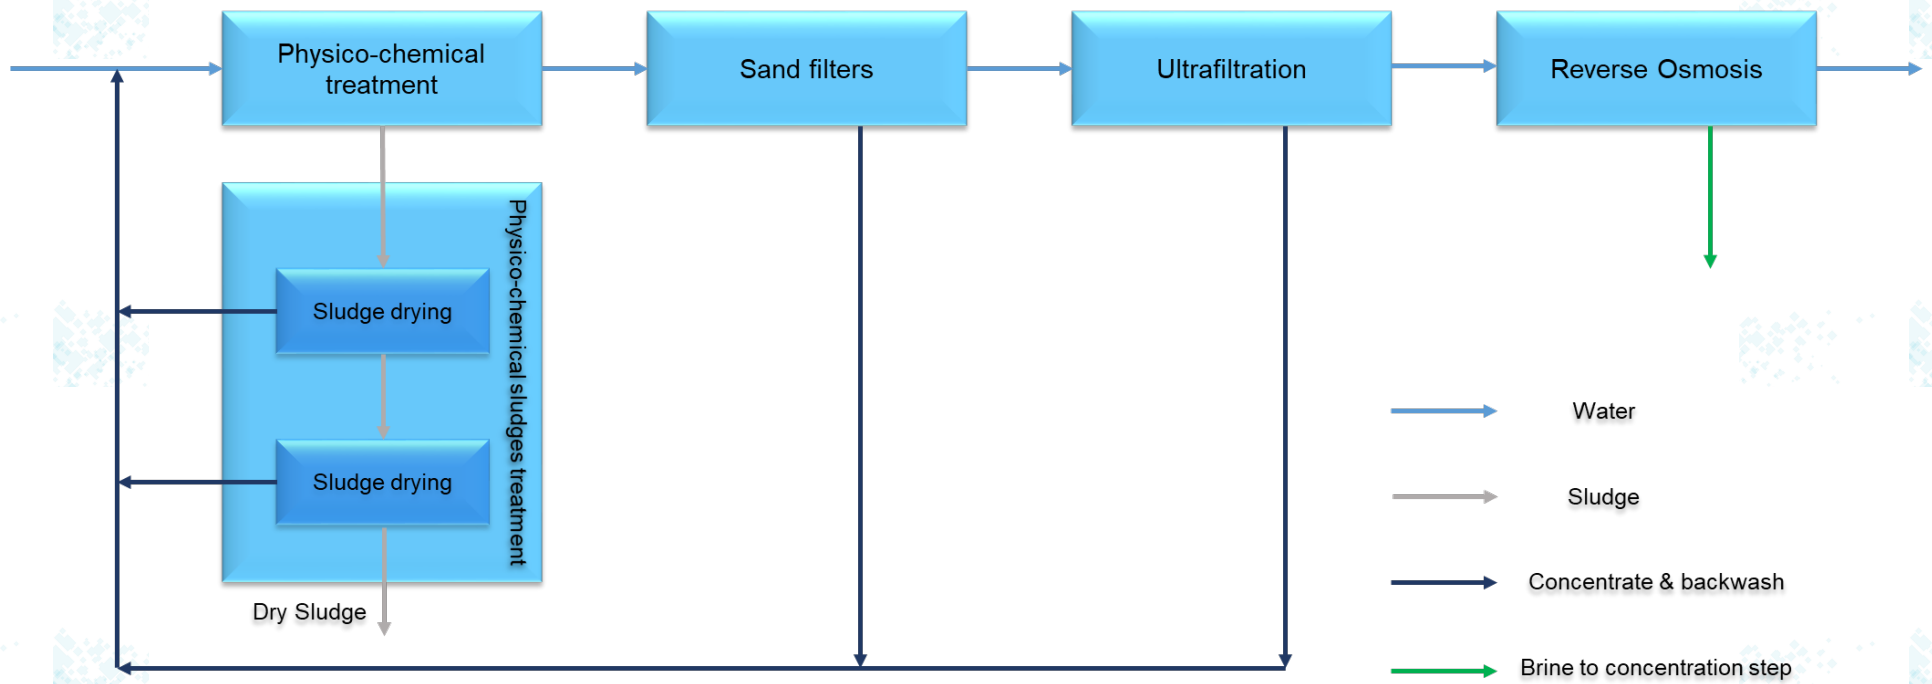 Physico-chemical
treatment
Sand filters
Ultrafiltration
Reverse Osmosis
Physico-chemical sludges treatment
Sludge drying
Sludge drying
Dry Sludge
Water
Sludge
Concentrate & backwash
Brine to concentration step